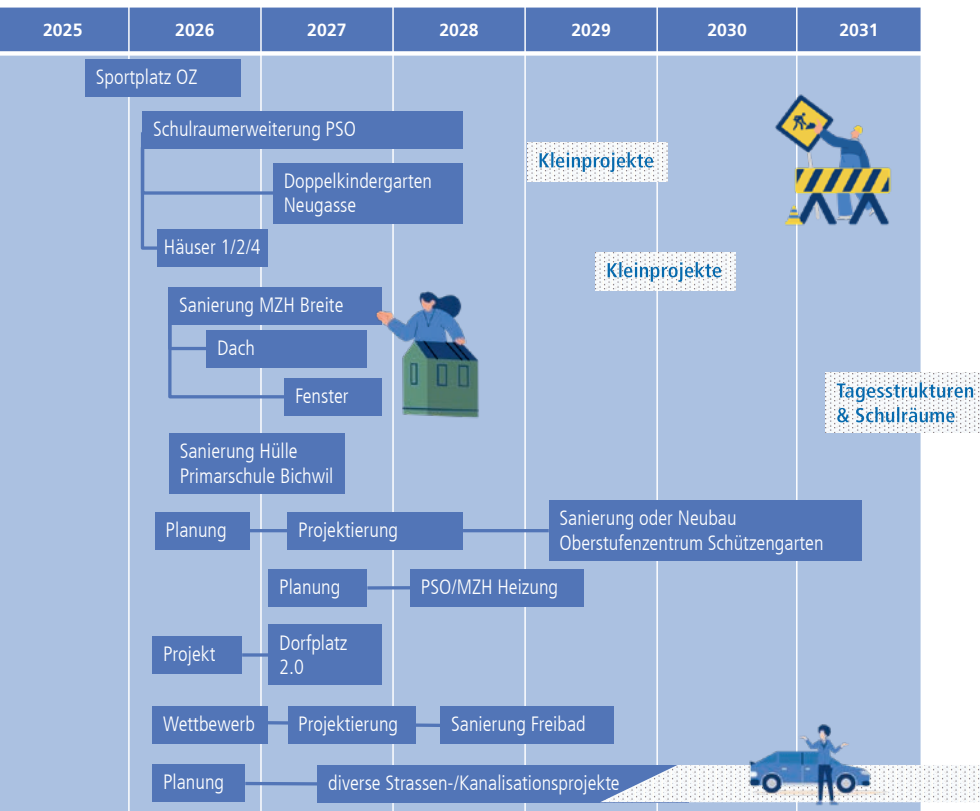 2025 2026 2027 2028 2029 2030 2031
Sportplatz OZ
Schulraumerweiterung PSO
Kleinprojekte
Doppelkindergarten
Neugasse
Häuser 1/2/4
Kleinprojekte
Sanierung MZH Breite
Dach
Fenster
Tagesstrukturen
& Schulräume
Sanierung Hülle
Primarschule Bichwil
Planung
Projektierung
Sanierung oder Neubau
Oberstufenzentrum Schützengarten
Planung
PSO/MZH Heizung
Projekt
Dorfplatz
2.0
Wettbewerb
Projektierung
Sanierung Freibad
Planung
diverse Strassen-/Kanalisationsprojekte